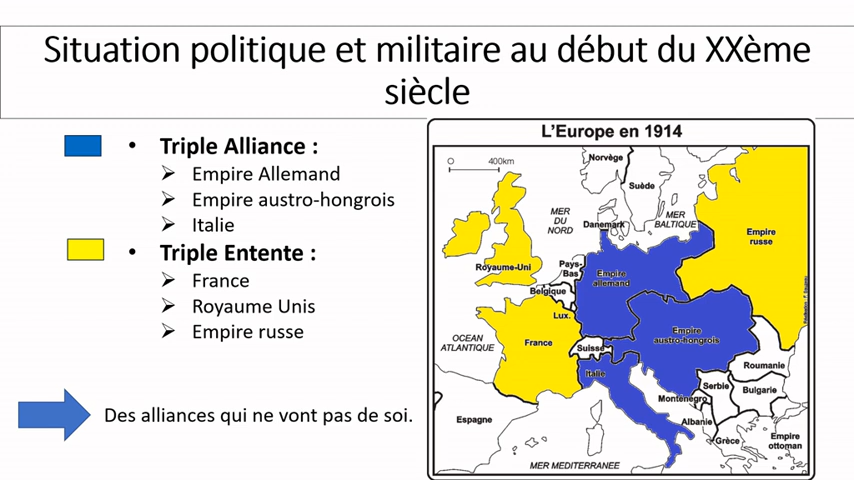 Situation politique et militaire au début du XXème
siècle
• Triple Alliance :
➢ Empire Allemand
➢ Empire austro-hongrois
➢ Italie
• Triple Entente :
➢ France
➢ Royaume Unis
➢ Empire russe
Des alliances qui ne vont pas de soi.
L'Europe en 1914
O 400km
Norvège
Suède
MER
DU
NORD
Danemark
MER
BALTIQUE
Empire
russe
Royaume-Uni
Pays-
Bas
Empire
allemand
Belgique
Lux.
OCEAN
ATLANTIQUE
France
Suisse
Empire
austro-hongrois
Italie
Roumanie
Serbie
Bulgarie
Monténégro
Albanie
Espagne
Grèce
Empire
ottoman
MER MEDITERRANEE